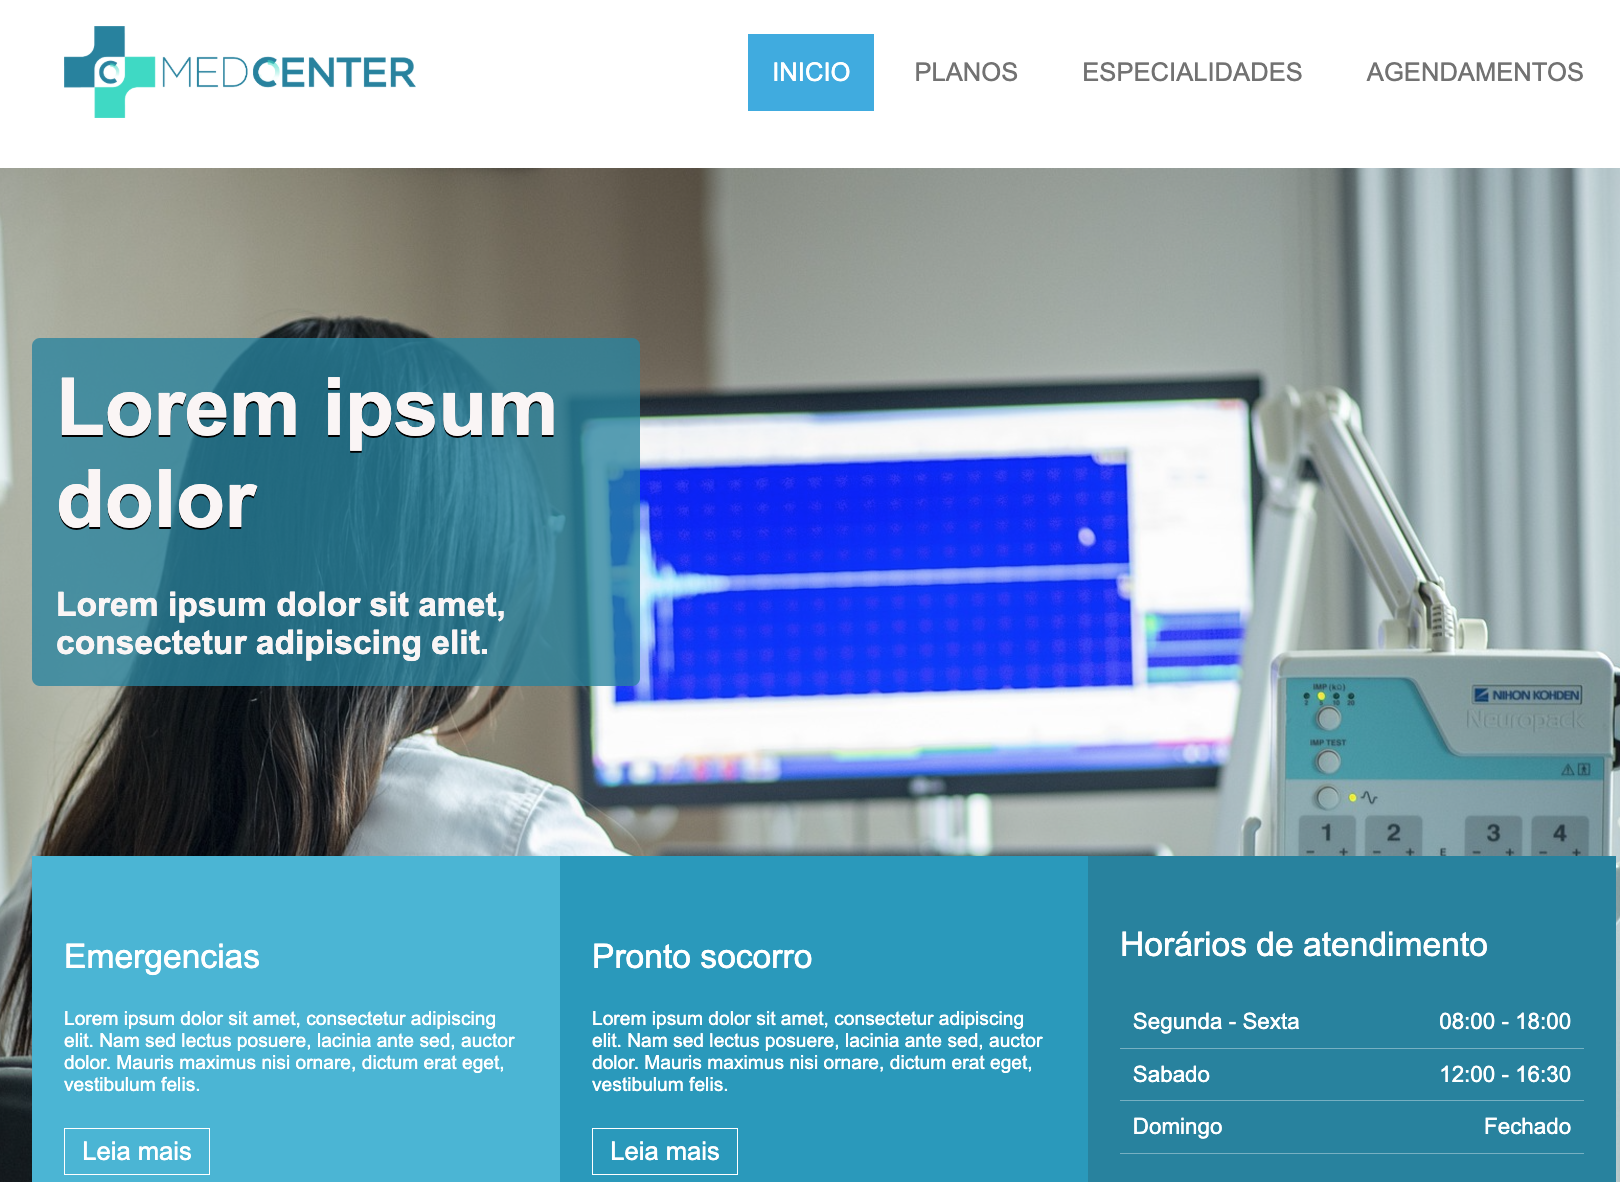 MEDCENTER
INICIO PLANOS ESPECIALIDADES AGENDAMENTOS
Lorem ipsum
dolor
Lorem ipsum dolor sit amet,
consectetur adipiscing elit.
IMP (kΩ)
NIHON KOHDEN
Neuropack
IMP TEST
1 2 3 4
- + - + E - + - +
Emergencias
Lorem ipsum dolor sit amet, consectetur adipiscing
elit. Nam sed lectus posuere, lacinia ante sed, auctor
dolor. Mauris maximus nisi ornare, dictum erat eget,
vestibulum felis.
Leia mais
Pronto socorro
Lorem ipsum dolor sit amet, consectetur adipiscing
elit. Nam sed lectus posuere, lacinia ante sed, auctor
dolor. Mauris maximus nisi ornare, dictum erat eget,
vestibulum felis.
Leia mais
Horários de atendimento
Segunda - Sexta 08:00 - 18:00
Sabado 12:00 - 16:30
Domingo Fechado